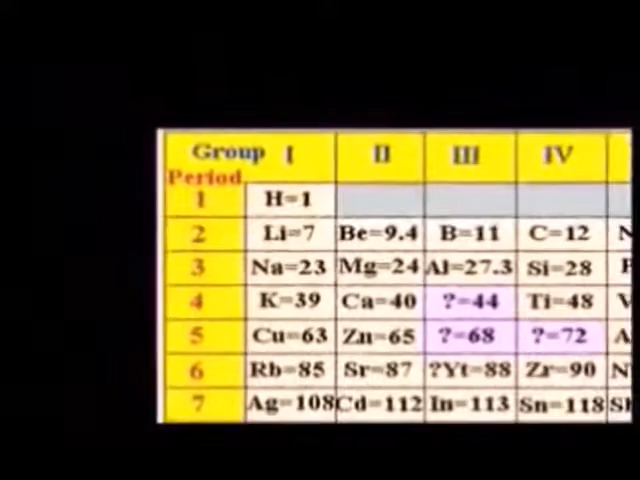 Group I II III IV
Period
1 H=1
2 Li=7 Be=9.4 B=11 C=12
3 Na=23 Mg=24 Al=27.3 Si=28
4 K=39 Ca=40 ?=44 Ti=48
5 Cu=63 Zn=65 ?=68 ?=72
6 Rb=85 Sr=87 ?Yt=88 Zr=90
7 Ag=108 Cd=112 In=113 Sn=118